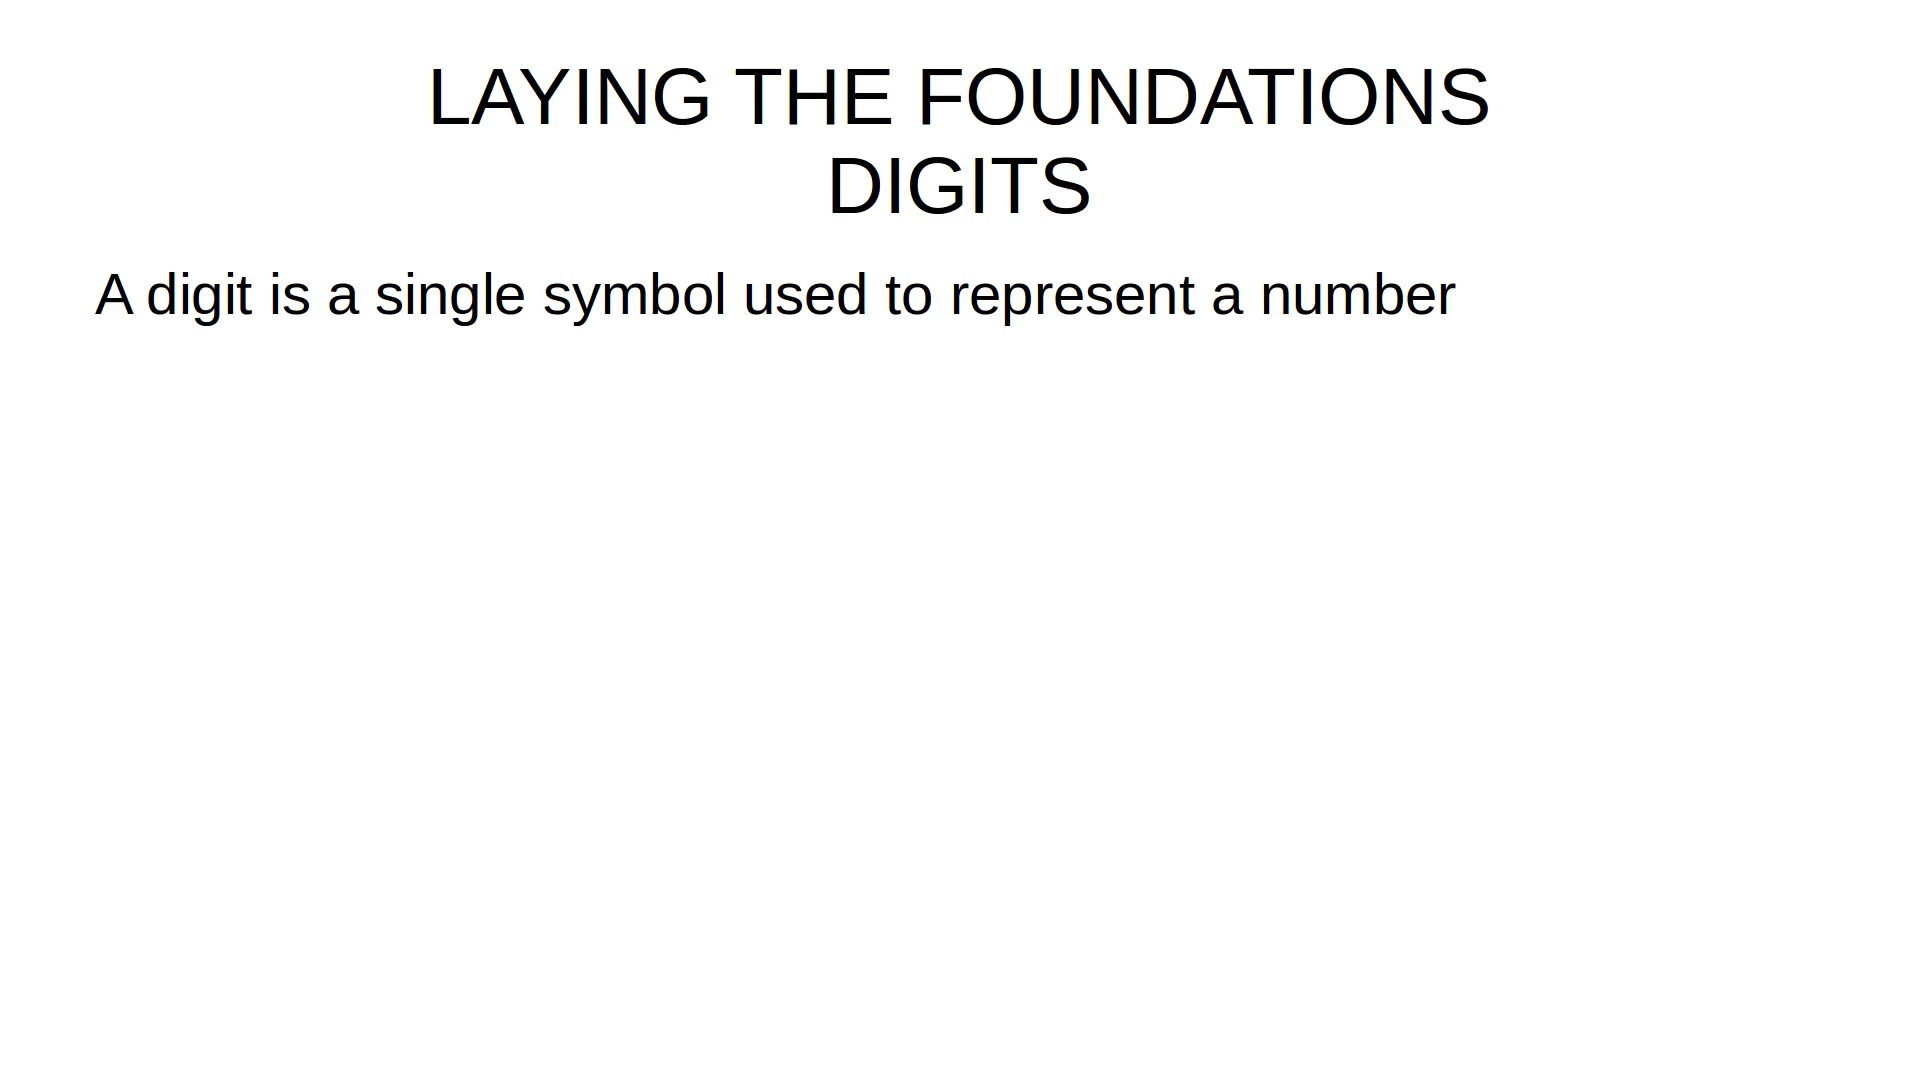 LAYING THE FOUNDATIONS
DIGITS
A digit is a single symbol used to represent a number